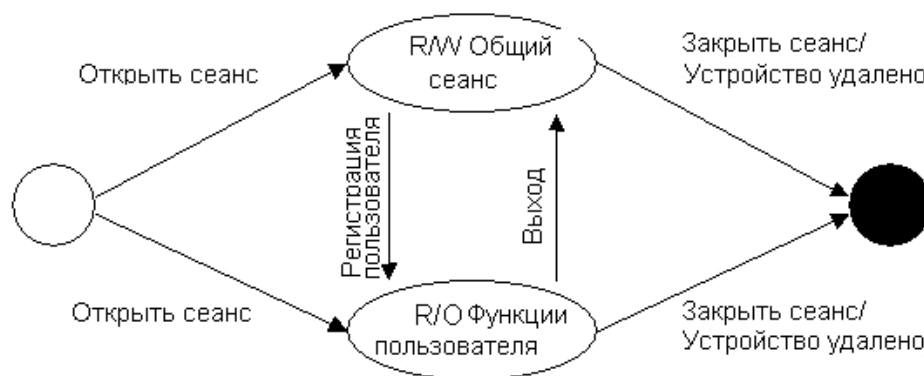 R/W Общий
сеанс
Закрыть сеанс/
Устройство удалено
Открыть сеанс
Регистрация
пользователя
Выход
Открыть сеанс
R/O Функции
пользователя
Закрыть сеанс/
Устройство удалено